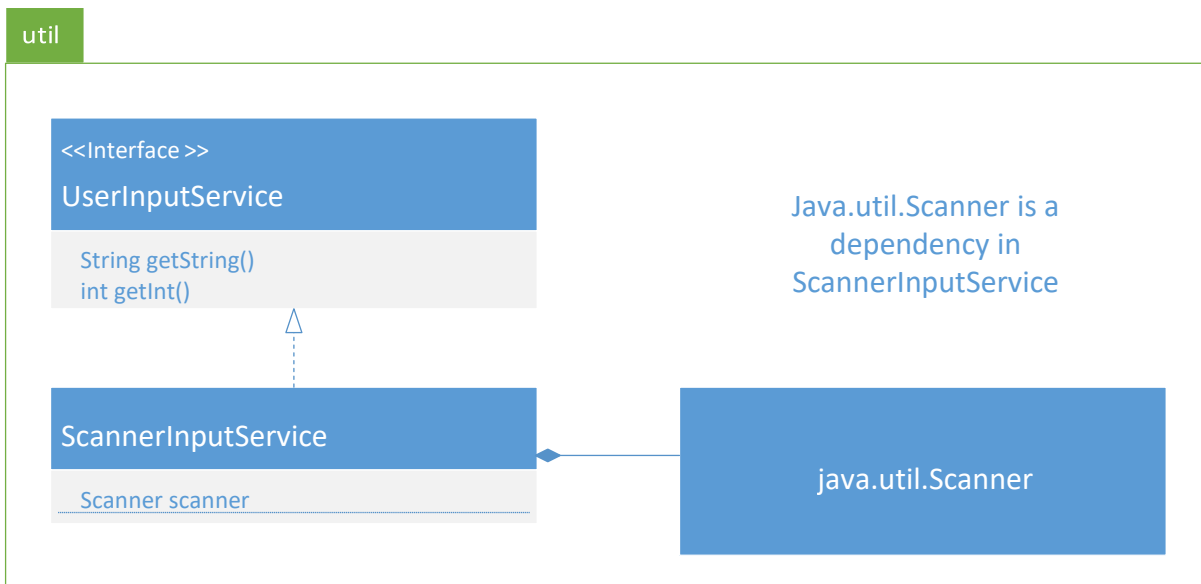 util
<<Interface >>
UserInputService
String getString()
int getInt()
Java.util.Scanner is a
dependency in
ScannerInputService
ScannerInputService
Scanner scanner
java.util.Scanner